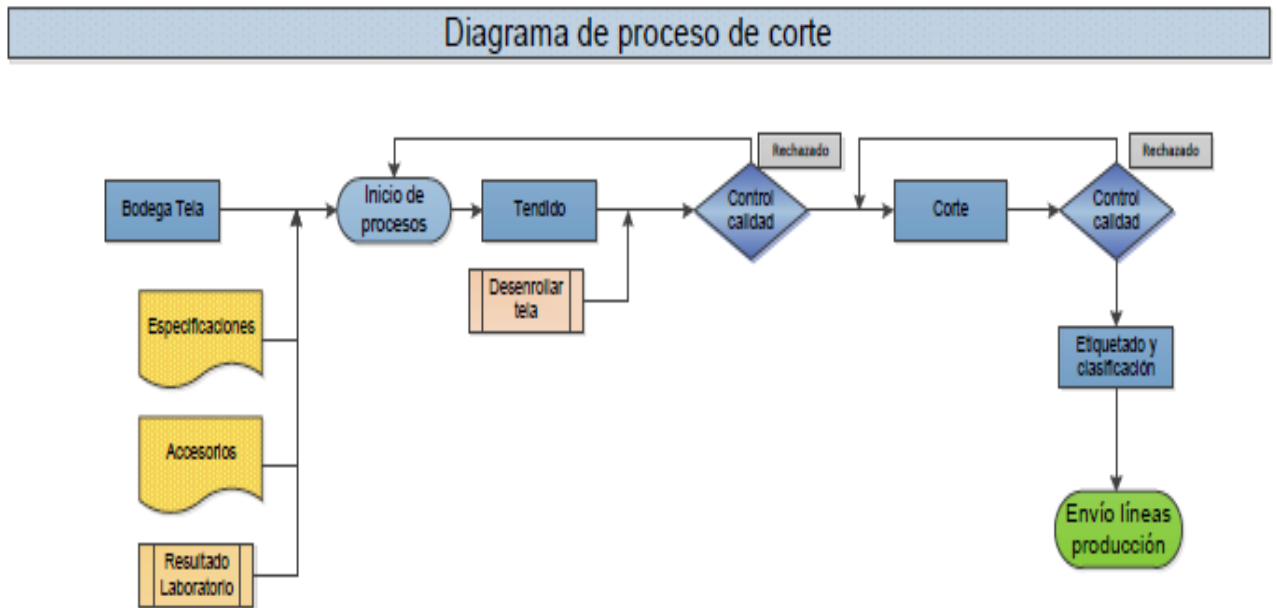 Diagrama de proceso de corte
Rechazado
Rechazado
Bodega Tela
Inicio de
procesos
Tendido
Control
calidad
Corte
Control
calidad
Desenrollar
tela
Especificaciones
Accesorios
Resultado
Laboratorio
Etiquetado y
clasificación
Envío líneas
producción